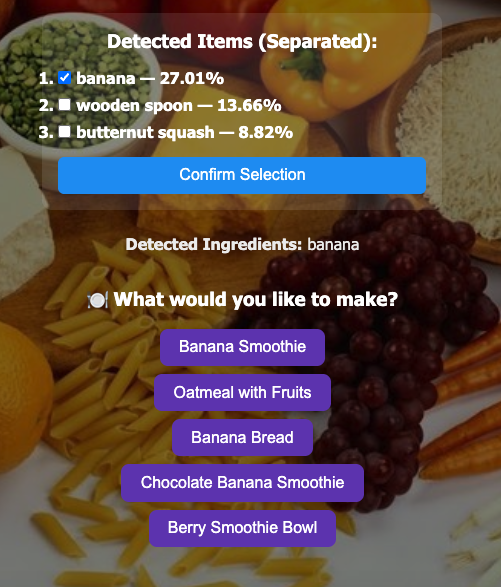 Detected Items (Separated):
1. banana — 27.01%
2. wooden spoon — 13.66%
3. butternut squash — 8.82%
Confirm Selection
Detected Ingredients: banana
🍽️ What would you like to make?
Banana Smoothie
Oatmeal with Fruits
Banana Bread
Chocolate Banana Smoothie
Berry Smoothie Bowl